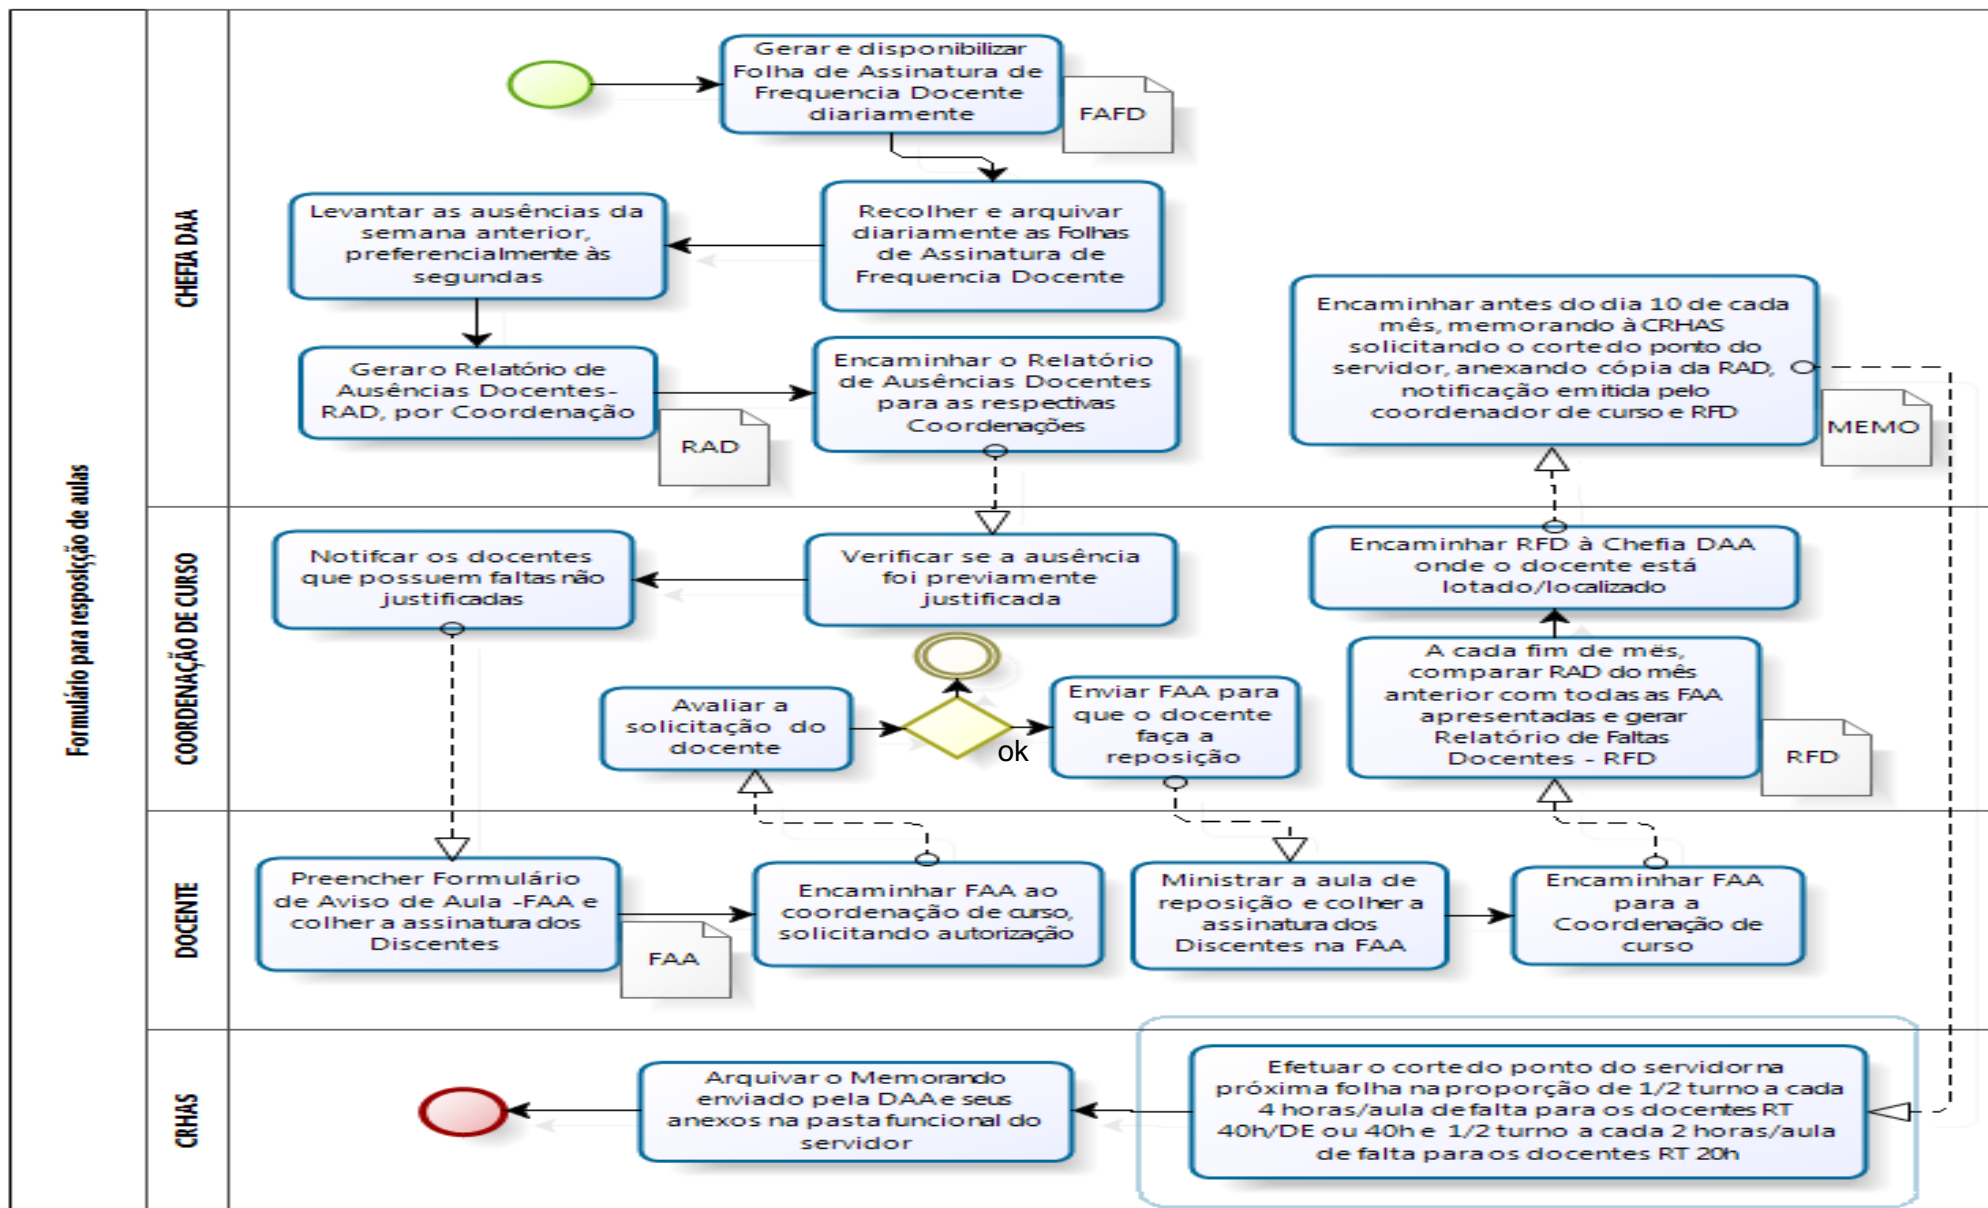 Formulário para resposição de aulas
CHEFIA DAA
Gerar e disponibilizar
Folha de Assinatura de
Frequencia Docente
diariamente
FAFD
Recolher e arquivar
diariamente as Folhas
de Assinatura de
Frequencia Docente
Levantar as ausências da
semana anterior,
preferencialmente às
segundas
Gerar o Relatório de
Ausências Docentes-
RAD, por Coordenação
RAD
Encaminhar o Relatório
de Ausências Docentes
para as respectivas
Coordenações
Encaminhar antes do dia 10 de cada
mês, memorando à CRHAS
solicitando o corte do ponto do
servidor, anexando cópia da RAD,
notificação emitida pelo
coordenador de curso e RFD
MEMO
COORDENAÇÃO DE CURSO
Notifcar os docentes
que possuem faltas não
justificadas
Verificar se a ausência
foi previamente
justificada
Avaliar a
solicitação do
docente
ok
Enviar FAA para
que o docente
faça a
reposição
Encaminhar RFD à Chefia DAA
onde o docente está
lotado/localizado
A cada fim de mês,
comparar RAD do mês
anterior com todas as FAA
apresentadas e gerar
Relatório de Faltas
Docentes - RFD
RFD
DOCENTE
Preencher Formulário
de Aviso de Aula -FAA e
colher a assinatura dos
Discentes
FAA
Encaminhar FAA ao
coordenação de curso,
solicitando autorização
Ministrar a aula de
reposição e colher a
assinatura dos
Discentes na FAA
Encaminhar FAA
para a
Coordenação de
curso
CRHAS
Arquivar o Memorando
enviado pela DAA e seus
anexos na pasta funcional do
servidor
Efetuar o corte do ponto do servidor na
próxima folha na proporção de 1/2 turno a cada
4 horas/aula de falta para os docentes RT
40h/DE ou 40h e 1/2 turno a cada 2 horas/aula
de falta para os docentes RT 20h